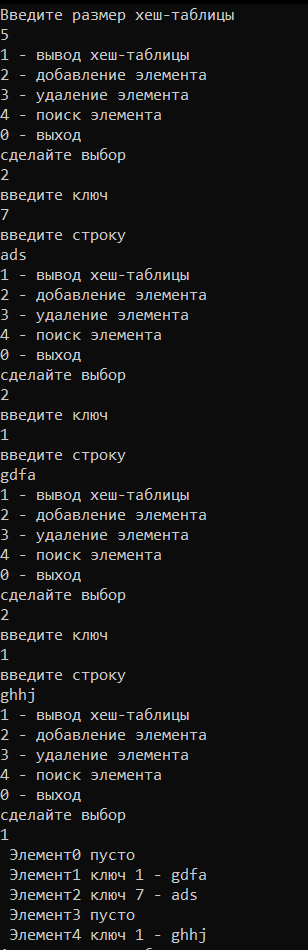 Введите размер хеш-таблицы
5
1 - вывод хеш-таблицы
2 - добавление элемента
3 - удаление элемента
4 - поиск элемента
0 - выход
сделайте выбор
2
введите ключ
7
введите строку
ads
1 - вывод хеш-таблицы
2 - добавление элемента
3 - удаление элемента
4 - поиск элемента
0 - выход
сделайте выбор
2
введите ключ
1
введите строку
gdfa
1 - вывод хеш-таблицы
2 - добавление элемента
3 - удаление элемента
4 - поиск элемента
0 - выход
сделайте выбор
2
введите ключ
1
введите строку
ghhj
1 - вывод хеш-таблицы
2 - добавление элемента
3 - удаление элемента
4 - поиск элемента
0 - выход
сделайте выбор
1
Элемент0 пусто
Элемент1 ключ 1 - gdfa
Элемент2 ключ 7 - ads
Элемент3 пусто
Элемент4 ключ 1 - ghhj